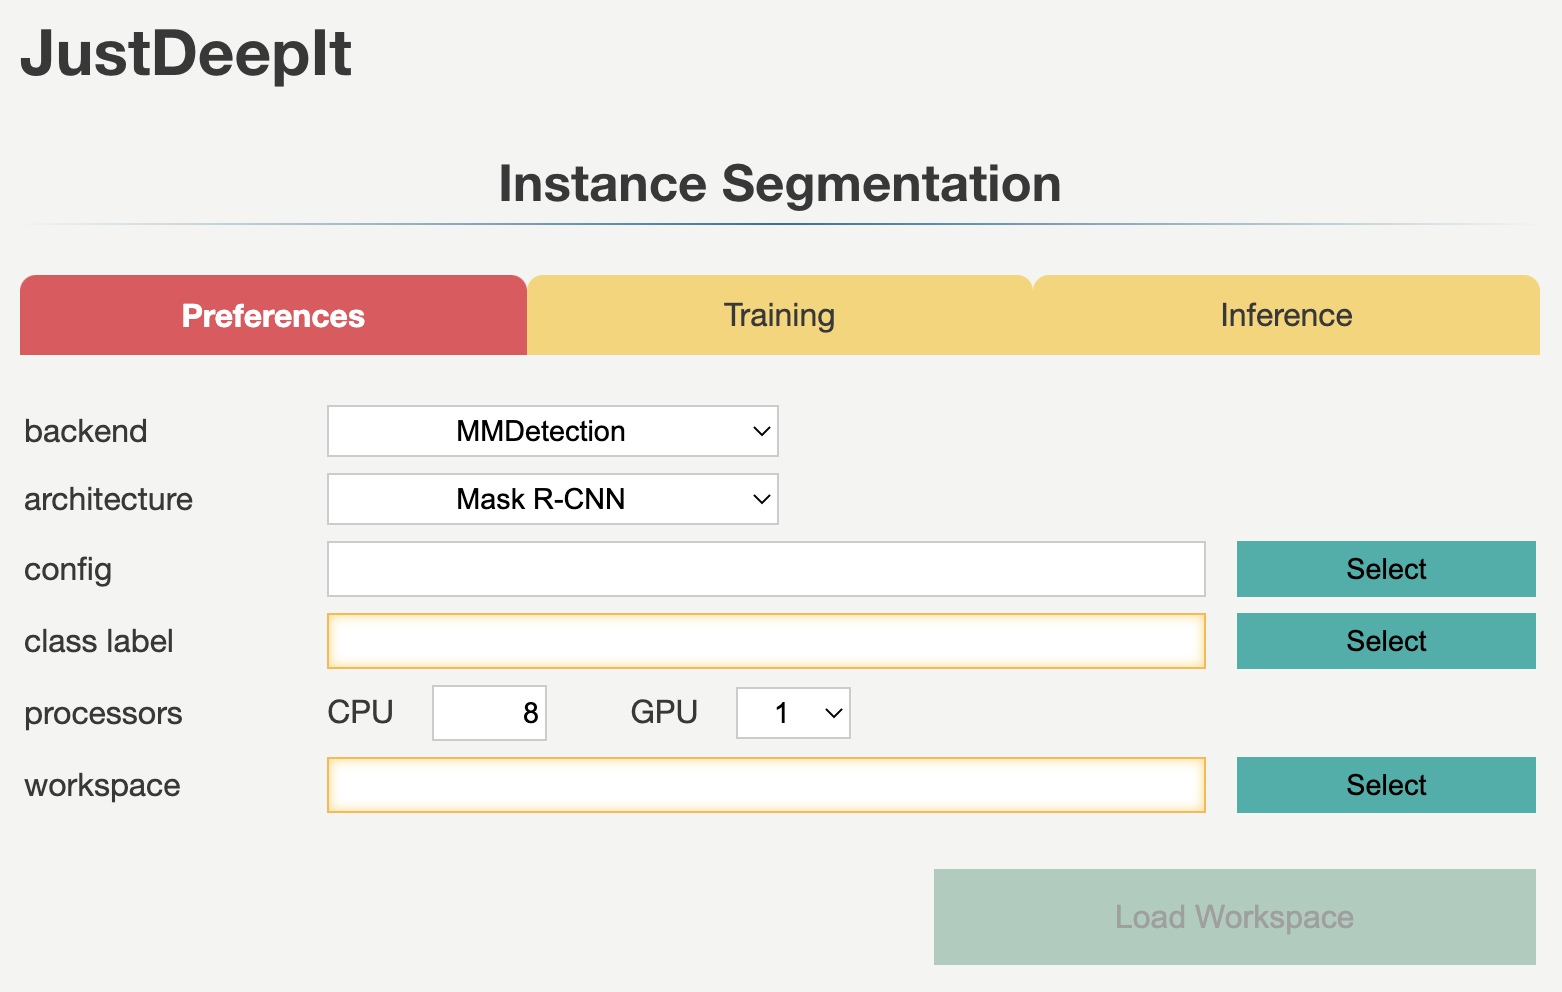 JustDeepIt
Instance Segmentation
Preferences Training Inference
backend MMDetection
architecture Mask R-CNN
config Select
class label Select
processors CPU 8 GPU 1
workspace Select
Load Workspace